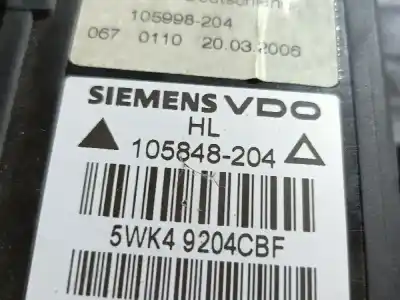 105998-204
067 0110 20.03.2006
SIEMENS VDO
HL
105848-204
5WK4 9204CBF